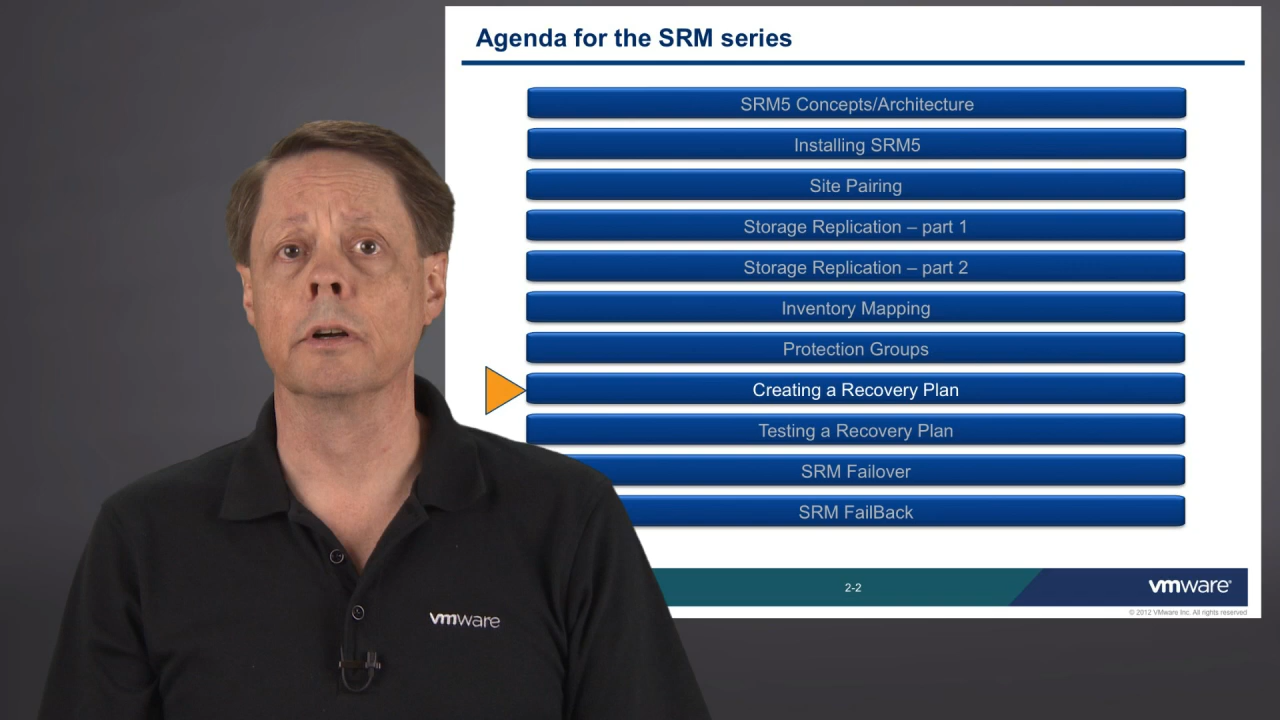 Agenda for the SRM series
SRM5 Concepts/Architecture
Installing SRM5
Site Pairing
Storage Replication – part 1
Storage Replication – part 2
Inventory Mapping
Protection Groups
Creating a Recovery Plan
Testing a Recovery Plan
SRM Failover
SRM FailBack
2-2
vmware®
© 2012 VMware Inc. All rights reserved
vmware